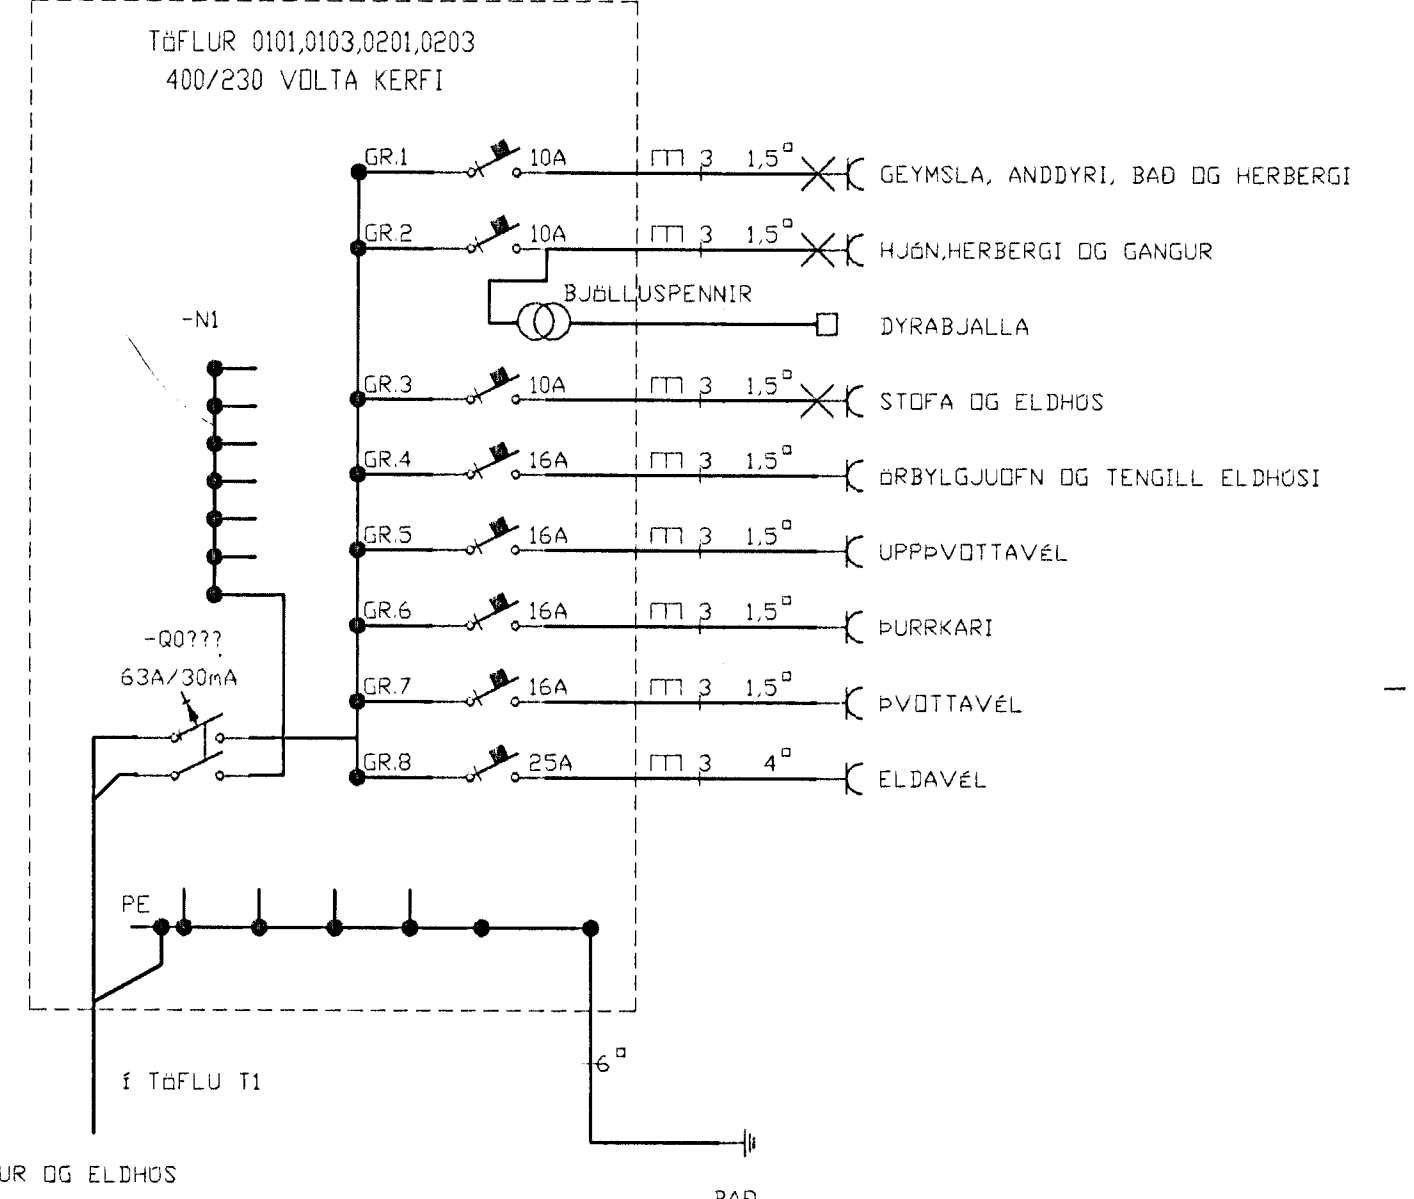 TÖFLUR 0101,0103,0201,0203
400/230 VOLTA KERFI
GR.1 10A 3 1,5▫ GEYMSLA, ANDDYRI, BAÐ OG HERBERGI
GR.2 10A 3 1,5▫ HJÓN,HERBERGI OG GANGUR
BJÖLLUSPENNIR
DYRABJALLA
-N1
GR.3 10A 3 1,5▫ STOFA OG ELDHÚS
GR.4 16A 3 1,5▫ ÖRBYLGJUOFN OG TENGILL ELDHÚSI
GR.5 16A 3 1,5▫ UPPÞVOTTAVÉL
GR.6 16A 3 1,5▫ ÞURRKARI
-Q0???
63A/30mA
GR.7 16A 3 1,5▫ ÞVOTTAVÉL
GR.8 25A 3 4▫ ELDAVÉL
PE
6▫
Í TÖFLU T1
UR OG ELDHÚS
BAÐ